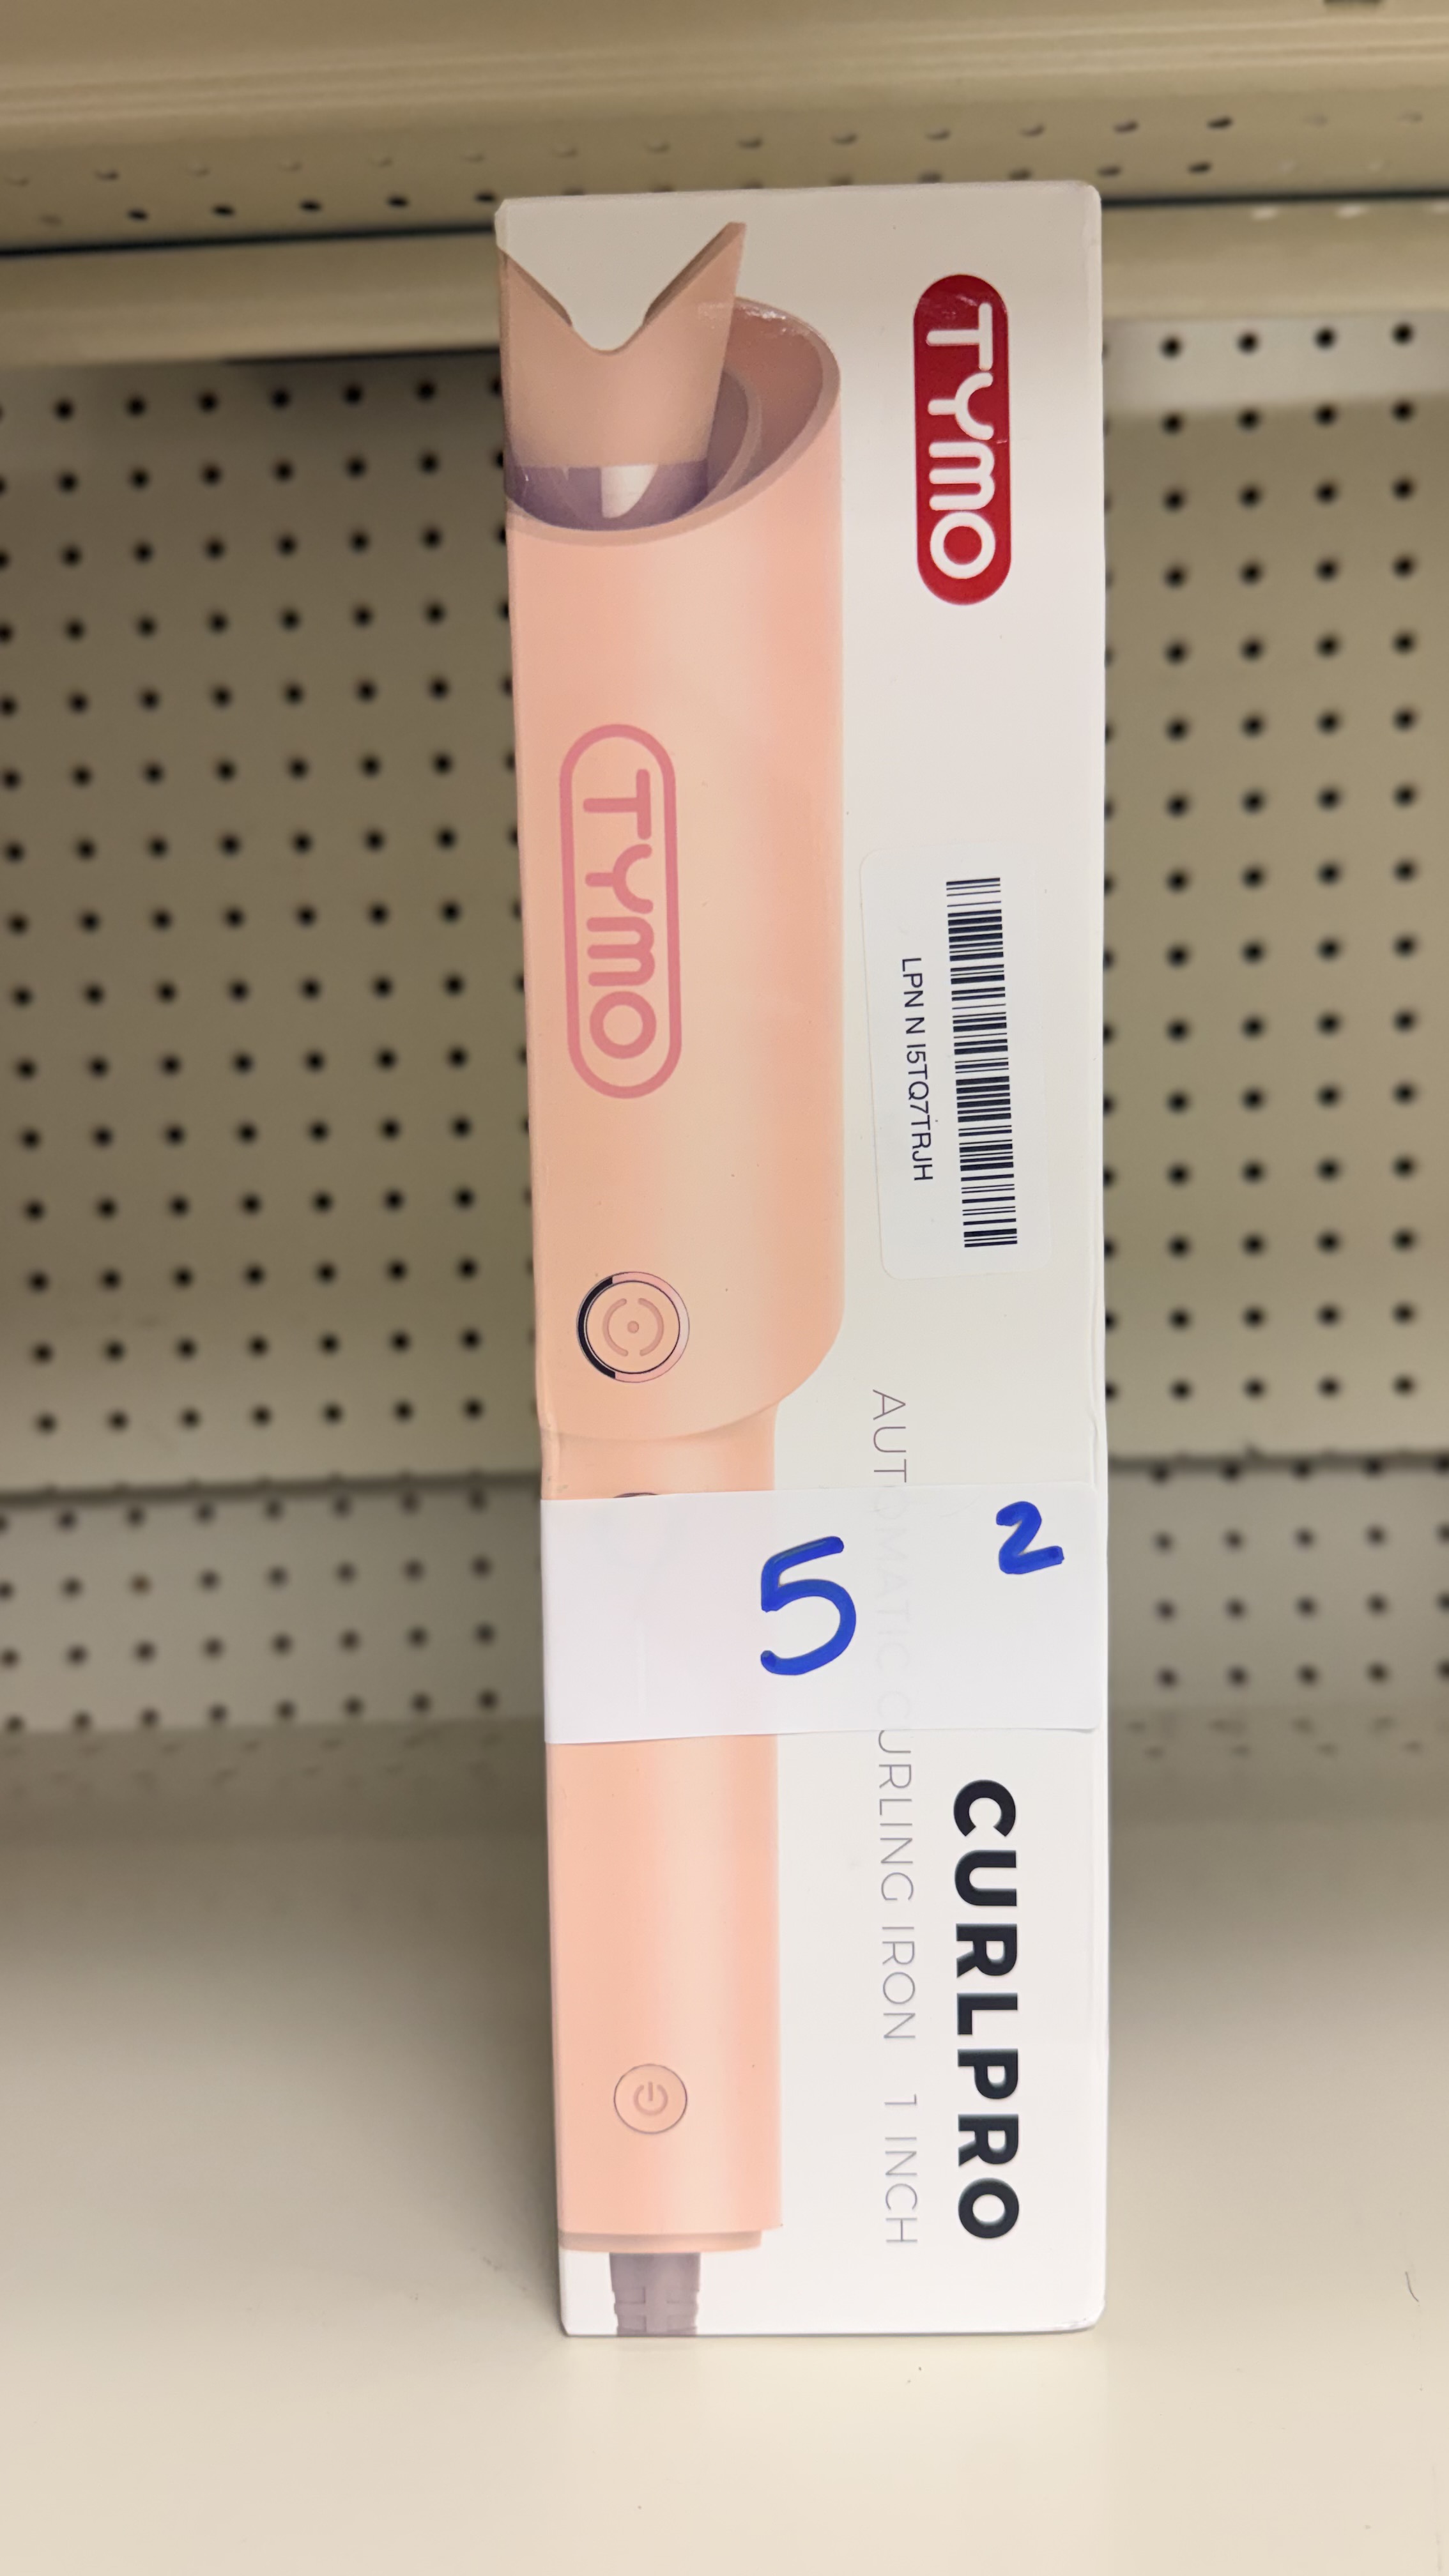 TYMO
TYMO
LPN N I5TQ7TRJH
AUTOMATIC CURLING IRON 1 INCH
5 2
CURLPRO